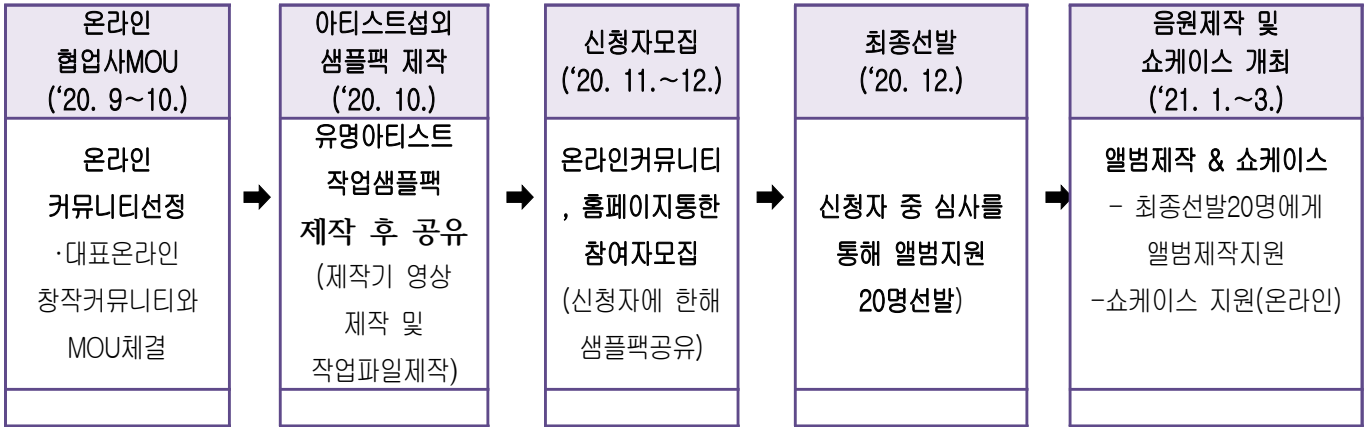 온라인
협업사MOU
(‘20. 9~10.)
온라인
커뮤니티선정
·대표온라인
창작커뮤니티와
MOU체결
➡
아티스트섭외
샘플팩 제작
(‘20. 10.)
유명아티스트
작업샘플팩
제작 후 공유
(제작기 영상
제작 및
작업파일제작)
➡
신청자모집
(‘20. 11.~12.)
온라인커뮤니티
, 홈페이지통한
참여자모집
(신청자에 한해
샘플팩공유)
➡
최종선발
(‘20. 12.)
신청자 중 심사를
통해 앨범지원
20명선발)
➡
음원제작 및
쇼케이스 개최
(‘21. 1.~3.)
앨범제작 & 쇼케이스
- 최종선발20명에게
앨범제작지원
-쇼케이스 지원(온라인)